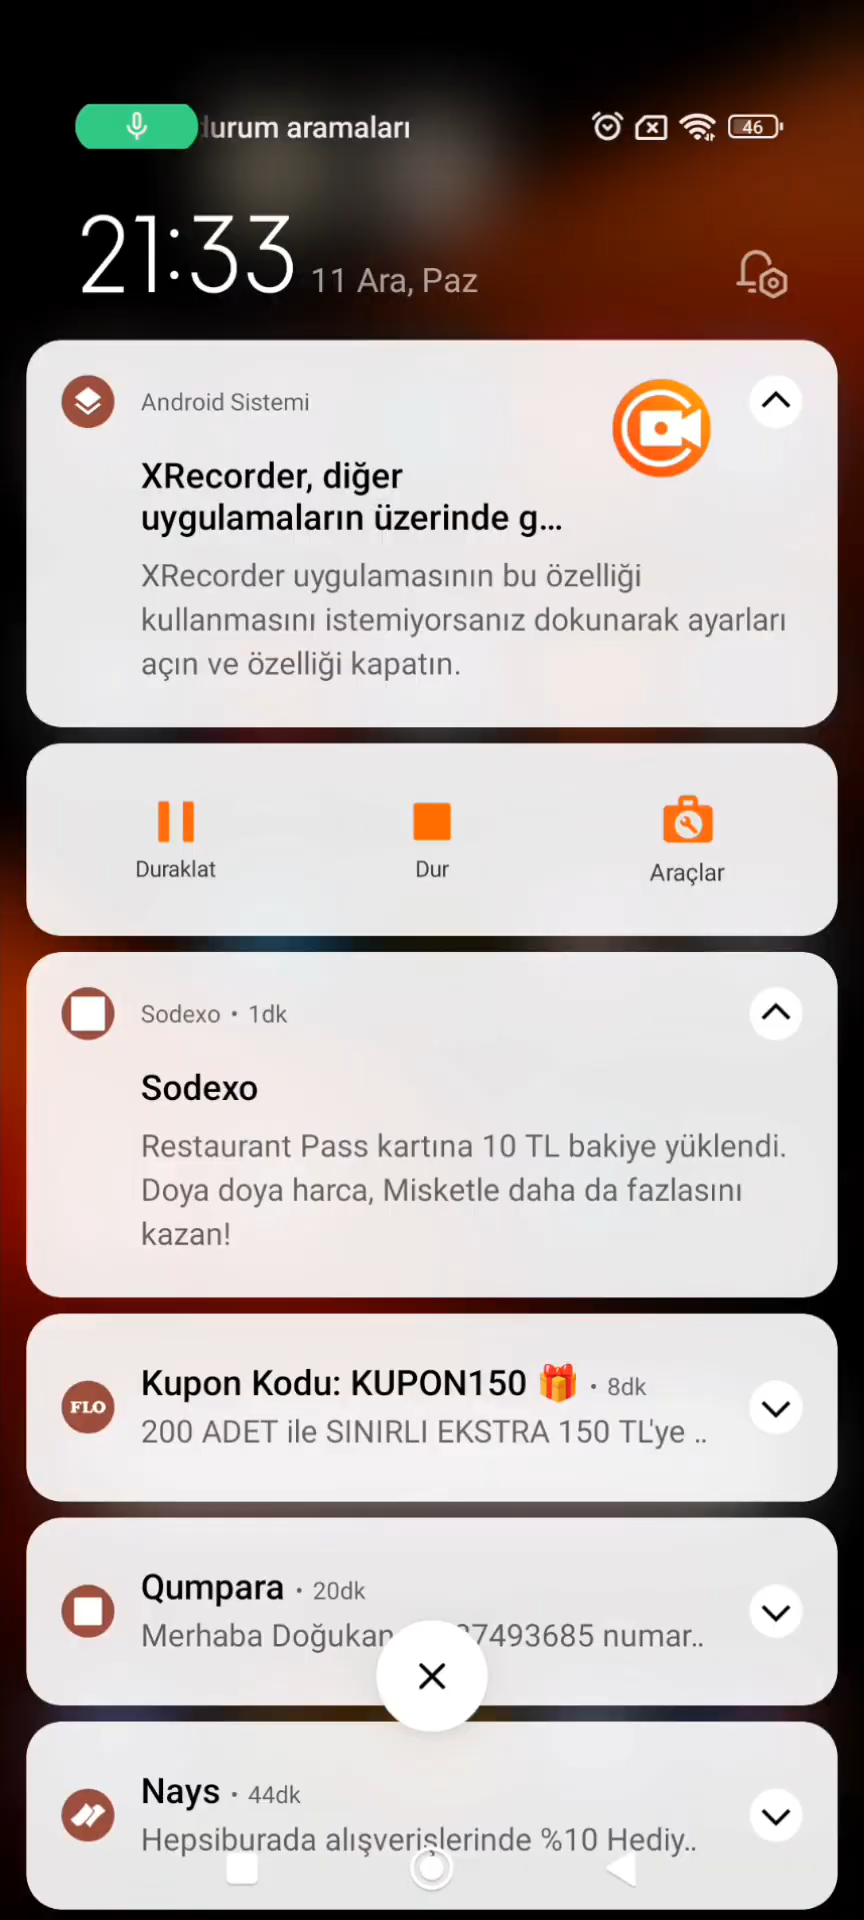 durum aramaları
46
21:33 11 Ara, Paz
Android Sistemi
XRecorder, diğer
uygulamaların üzerinde g...
XRecorder uygulamasının bu özelliği
kullanmasını istemiyorsanız dokunarak ayarları
açın ve özelliği kapatın.
Duraklat Dur Araçlar
Sodexo • 1dk
Sodexo
Restaurant Pass kartına 10 TL bakiye yüklendi.
Doya doya harca, Misketle daha da fazlasını
kazan!
FLO
Kupon Kodu: KUPON150 🎁 • 8dk
200 ADET ile SINIRLI EKSTRA 150 TL'ye ..
Qumpara • 20dk
Merhaba Doğukan 7493685 numar..
Nays • 44dk
Hepsiburada alışverişlerinde %10 Hediy..